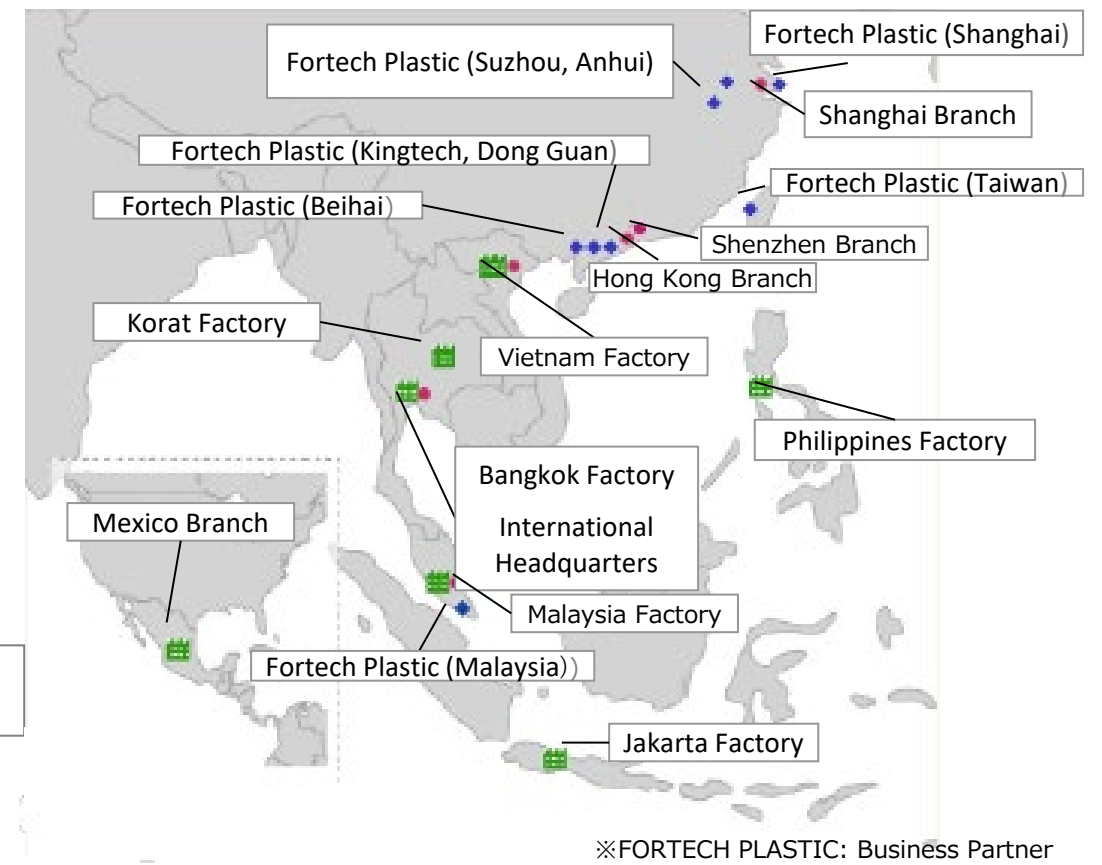 Fortech Plastic (Shanghai)
Fortech Plastic (Suzhou, Anhui)
Shanghai Branch
Fortech Plastic (Kingtech, Dong Guan)
Fortech Plastic (Taiwan)
Fortech Plastic (Beihai)
Shenzhen Branch
Hong Kong Branch
Korat Factory
Vietnam Factory
Philippines Factory
Bangkok Factory
International
Headquarters
Mexico Branch
Malaysia Factory
Fortech Plastic (Malaysia))
Jakarta Factory
※FORTECH PLASTIC: Business Partner